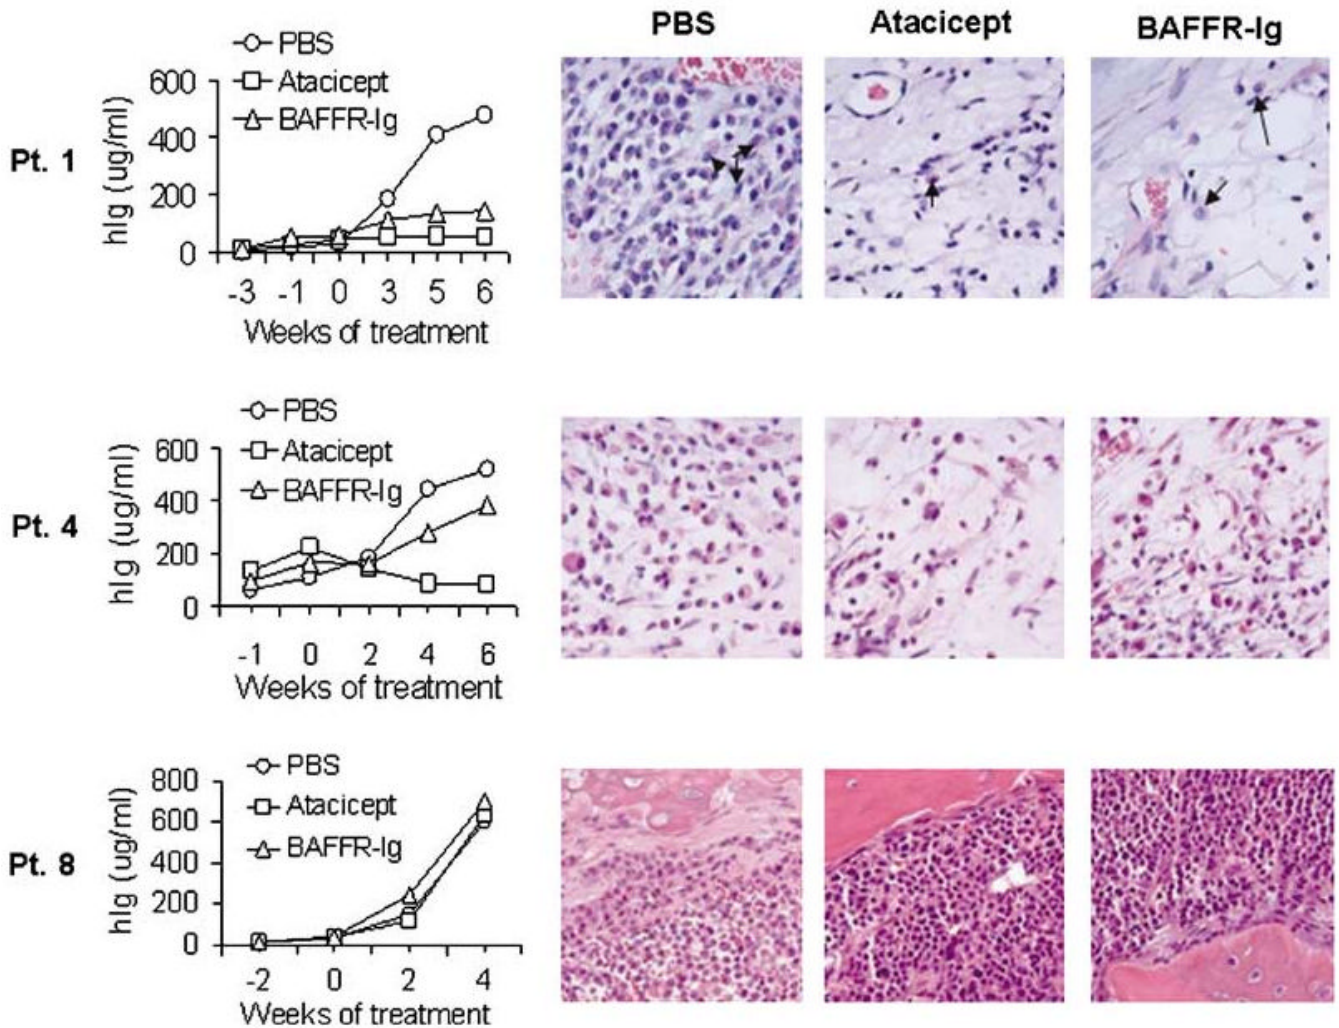 PBS Atacicept BAFFR-Ig
Pt. 1
PBS
Atacicept
BAFFR-Ig
hIg (ug/ml)
600
400
200
0
-3 -1 0 3 5 6
Weeks of treatment
Pt. 4
PBS
Atacicept
BAFFR-Ig
hIg (ug/ml)
600
400
200
0
-1 0 2 4 6
Weeks of treatment
Pt. 8
PBS
Atacicept
BAFFR-Ig
hIg (ug/ml)
800
600
400
200
0
-2 0 2 4
Weeks of treatment